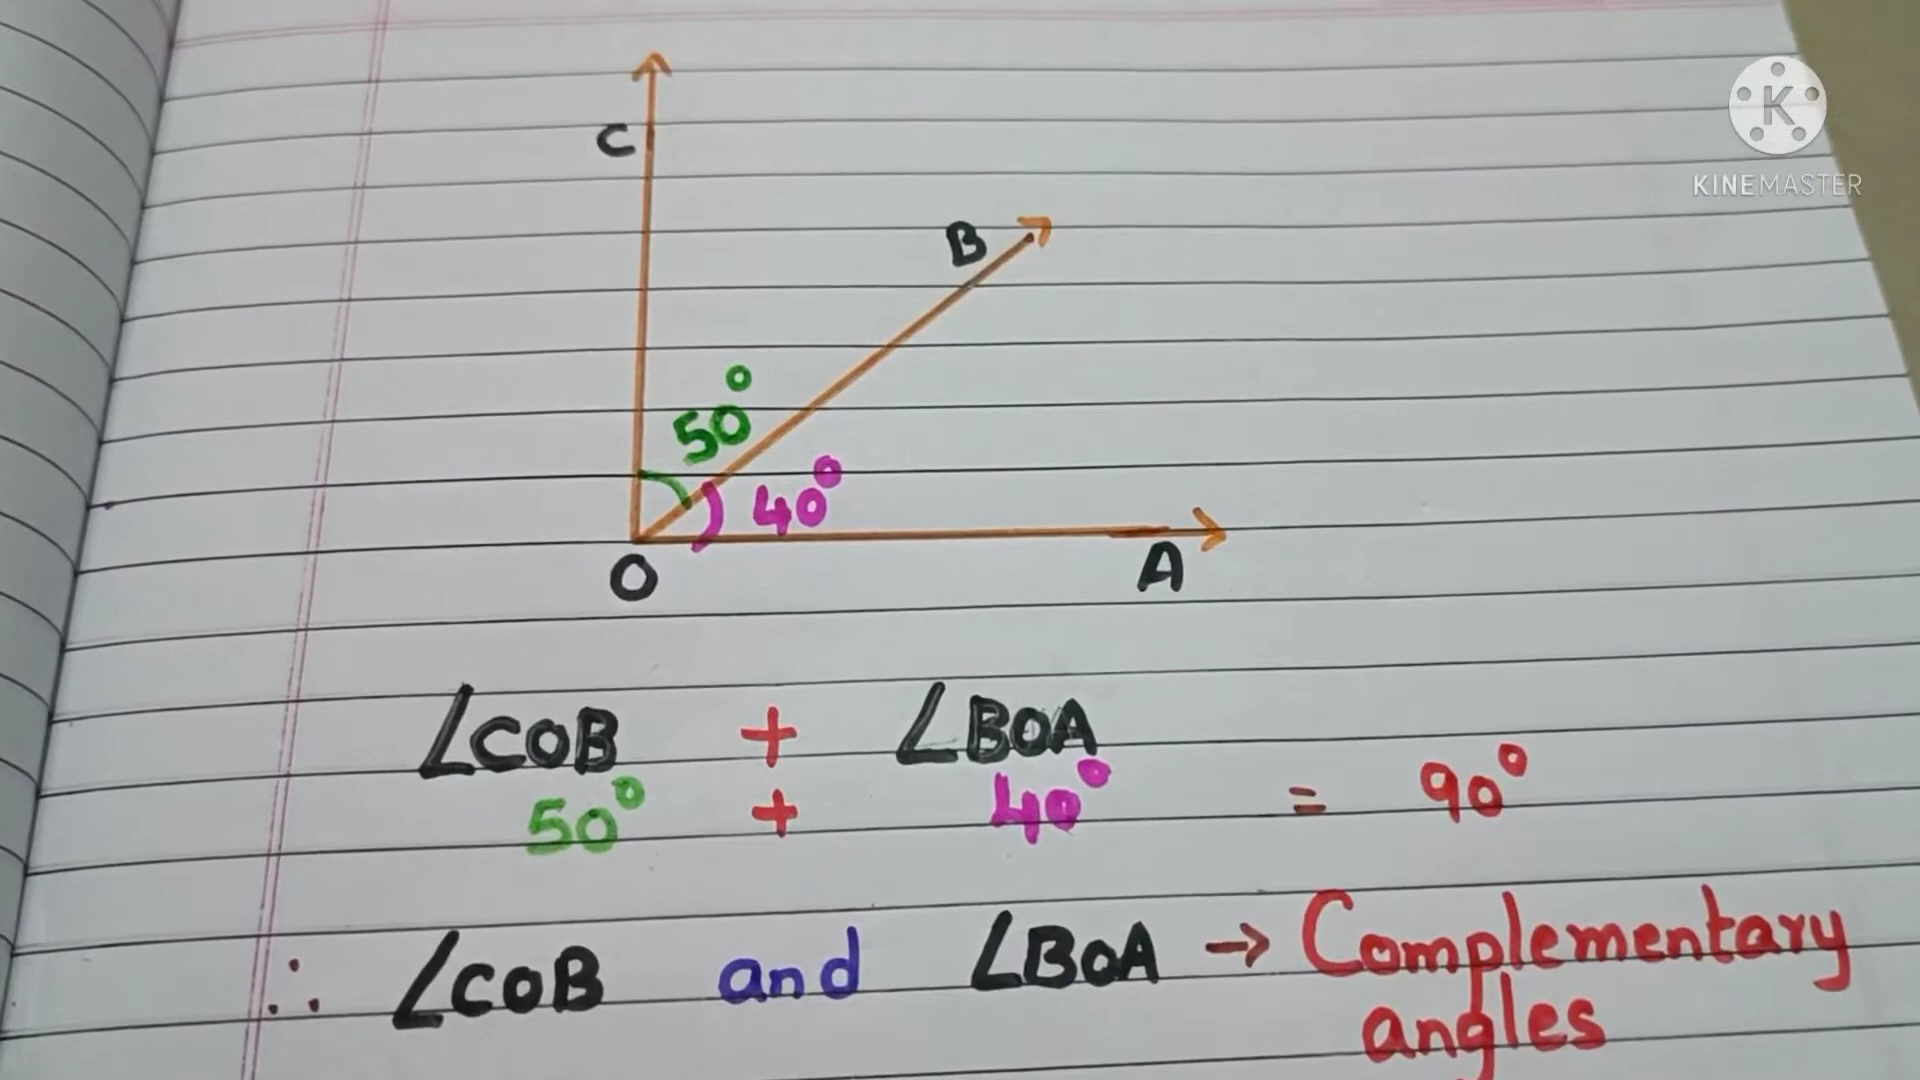 C
B
50°
40°
O
A
∠COB + ∠BOA
50° + 40° = 90°
∴ ∠COB and ∠BOA → Complementary
angles
K
KINEMASTER